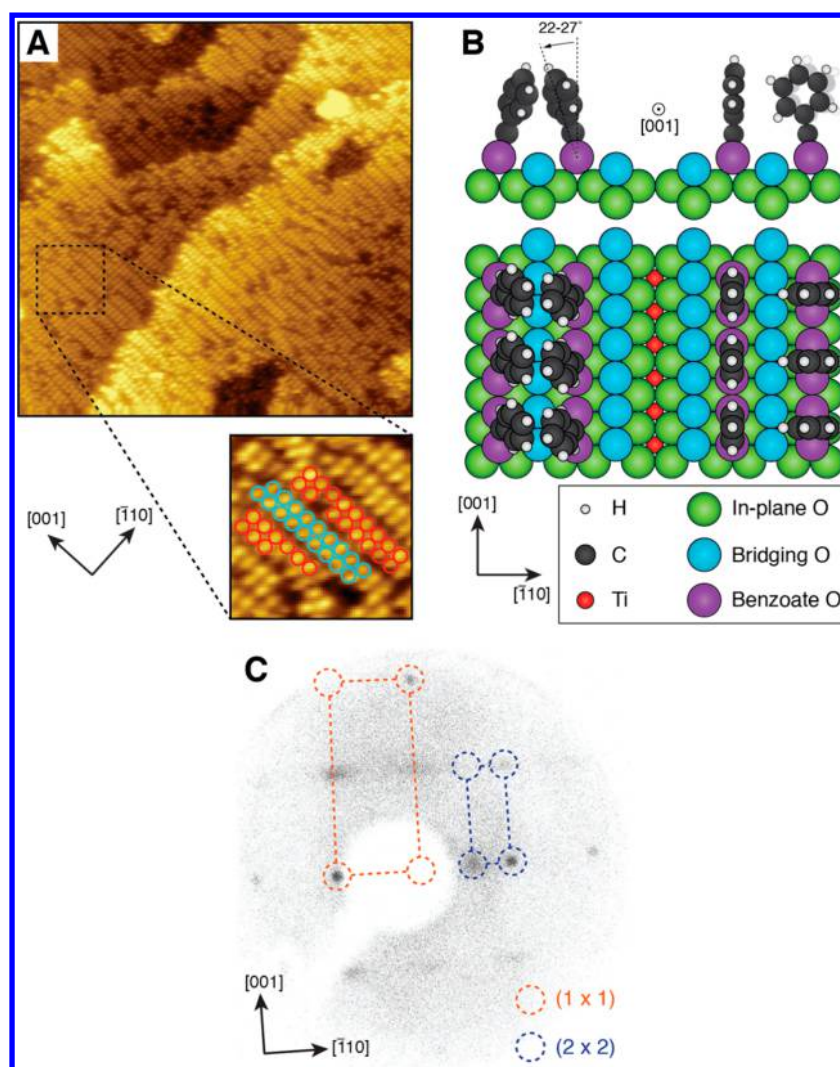 A
22-27°
B
[001]
[001]
[1̄10]
[001]
[1̄10]
H
C
Ti
In-plane O
Bridging O
Benzoate O
C
[001]
[1̄10]
(1 x 1)
(2 x 2)